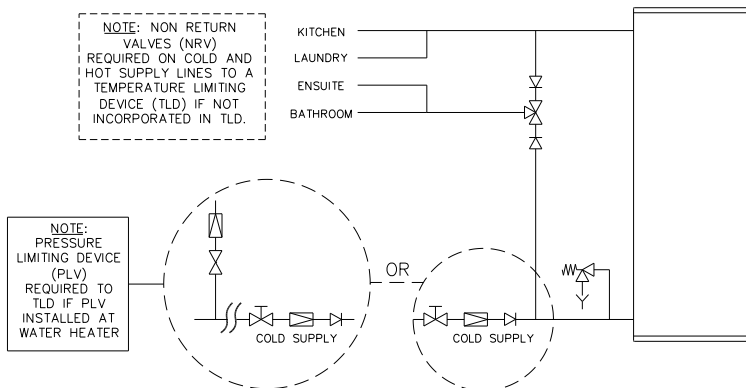 NOTE: NON RETURN
VALVES (NRV)
REQUIRED ON COLD AND
HOT SUPPLY LINES TO A
TEMPERATURE LIMITING
DEVICE (TLD) IF NOT
INCORPORATED IN TLD.
KITCHEN
LAUNDRY
ENSUITE
BATHROOM
NOTE:
PRESSURE
LIMITING DEVICE
(PLV)
REQUIRED TO
TLD IF PLV
INSTALLED AT
WATER HEATER
OR
COLD SUPPLY
COLD SUPPLY